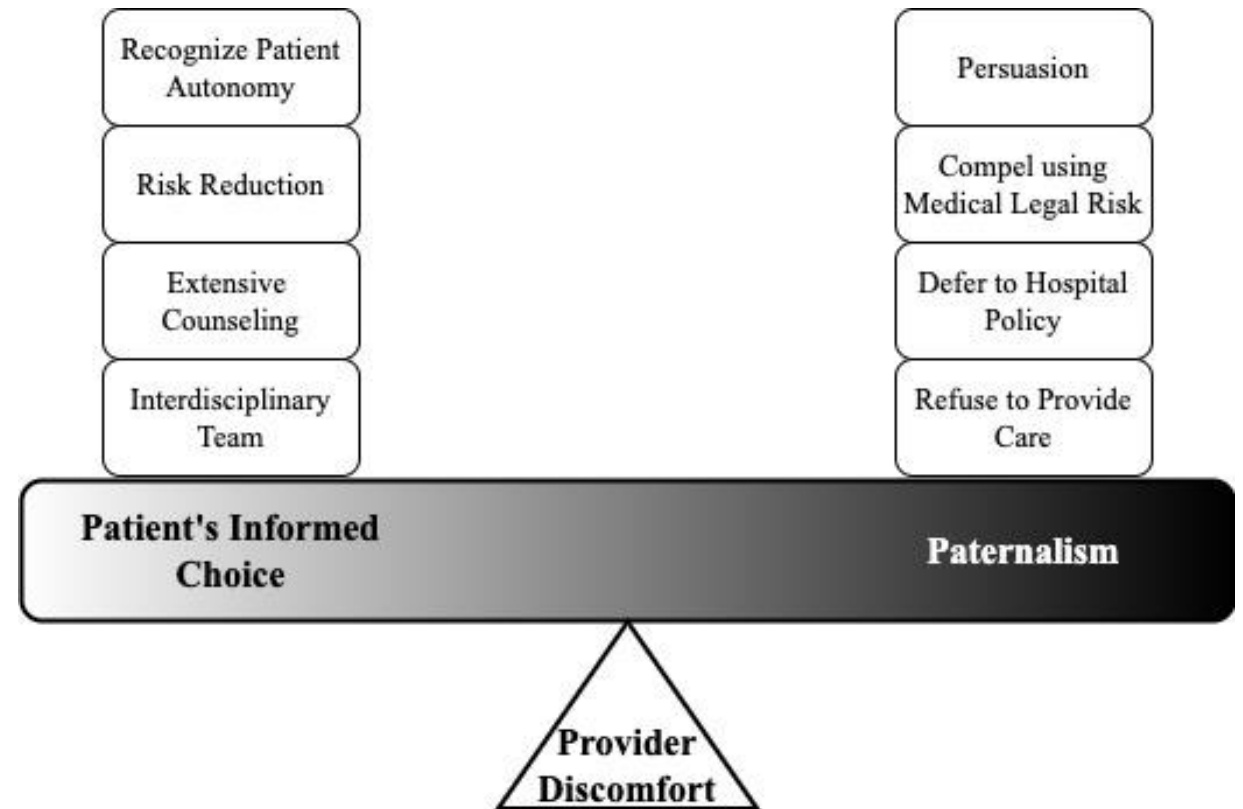 Recognize Patient
Autonomy
Risk Reduction
Extensive
Counseling
Interdisciplinary
Team
Persuasion
Compel using
Medical Legal Risk
Defer to Hospital
Policy
Refuse to Provide
Care
Patient's Informed
Choice
Paternalism
Provider
Discomfort